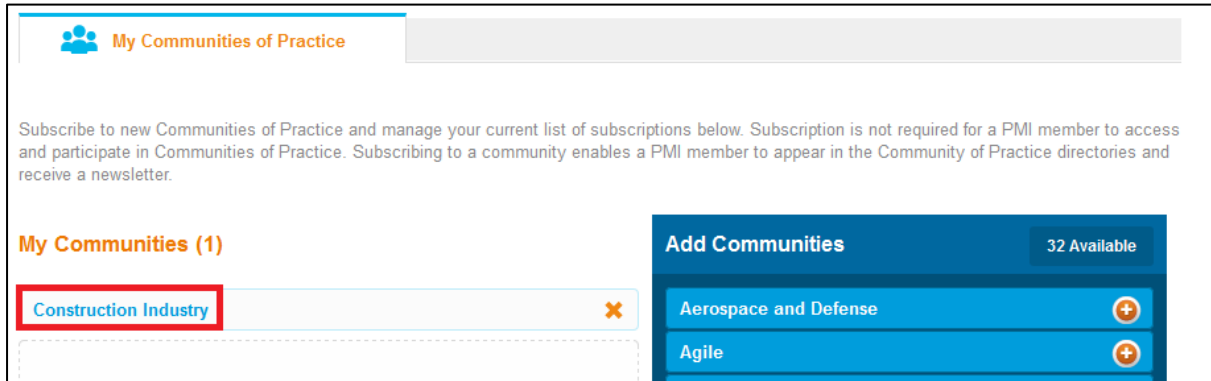 My Communities of Practice
Subscribe to new Communities of Practice and manage your current list of subscriptions below. Subscription is not required for a PMI member to access
and participate in Communities of Practice. Subscribing to a community enables a PMI member to appear in the Community of Practice directories and
receive a newsletter.
My Communities (1)
Add Communities
32 Available
Construction Industry
Aerospace and Defense
Agile